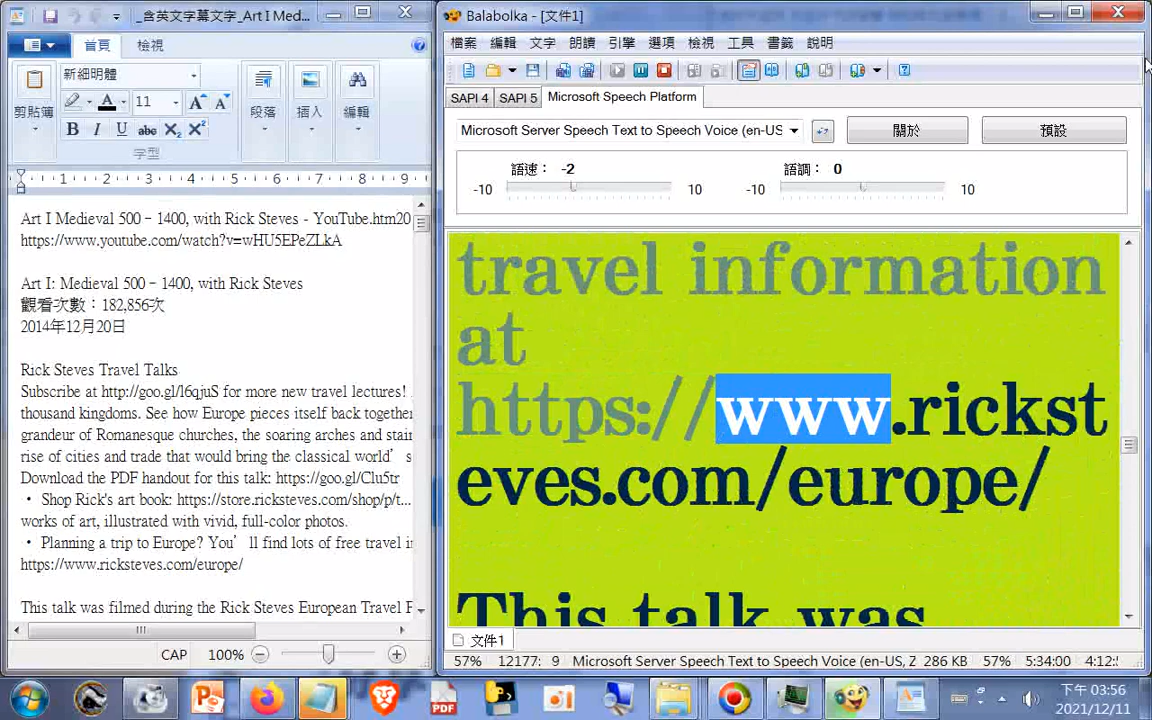 _含英文字幕文字_Art I Med...
首頁
檢視
剪貼簿
新細明體
11
B I U abc X₂ X²
字型
段落
插入
編輯
1 2 3 4 5 6 7 8 9
Art I Medieval 500–1400, with Rick Steves - YouTube.htm20
https://www.youtube.com/watch?v=wHU5EPeZLkA
Art I: Medieval 500–1400, with Rick Steves
觀看次數：182,856次
2014年12月20日
Rick Steves Travel Talks
Subscribe at http://goo.gl/l6qjuS for more new travel lectures!
thousand kingdoms. See how Europe pieces itself back together
grandeur of Romanesque churches, the soaring arches and stair
rise of cities and trade that would bring the classical world's
Download the PDF handout for this talk: https://goo.gl/Clu5tr
• Shop Rick's art book: https://store.ricksteves.com/shop/p/t...
works of art, illustrated with vivid, full-color photos.
• Planning a trip to Europe? You'll find lots of free travel i
https://www.ricksteves.com/europe/
This talk was filmed during the Rick Steves European Travel F
CAP 100%
Balabolka - [文件1]
檔案 編輯 文字 朗讀 引擎 選項 檢視 工具 書籤 說明
SAPI 4 SAPI 5 Microsoft Speech Platform
Microsoft Server Speech Text to Speech Voice (en-US
關於
預設
語速： -2
-10 10
語調： 0
-10 10
travel information
at
https://www.rickst
eves.com/europe/
This talk was
文件1
57% 12177: 9 Microsoft Server Speech Text to Speech Voice (en-US, Z 286 KB 57% 5:34:00 4:12:5
PDF
下午 03:56
2021/12/11